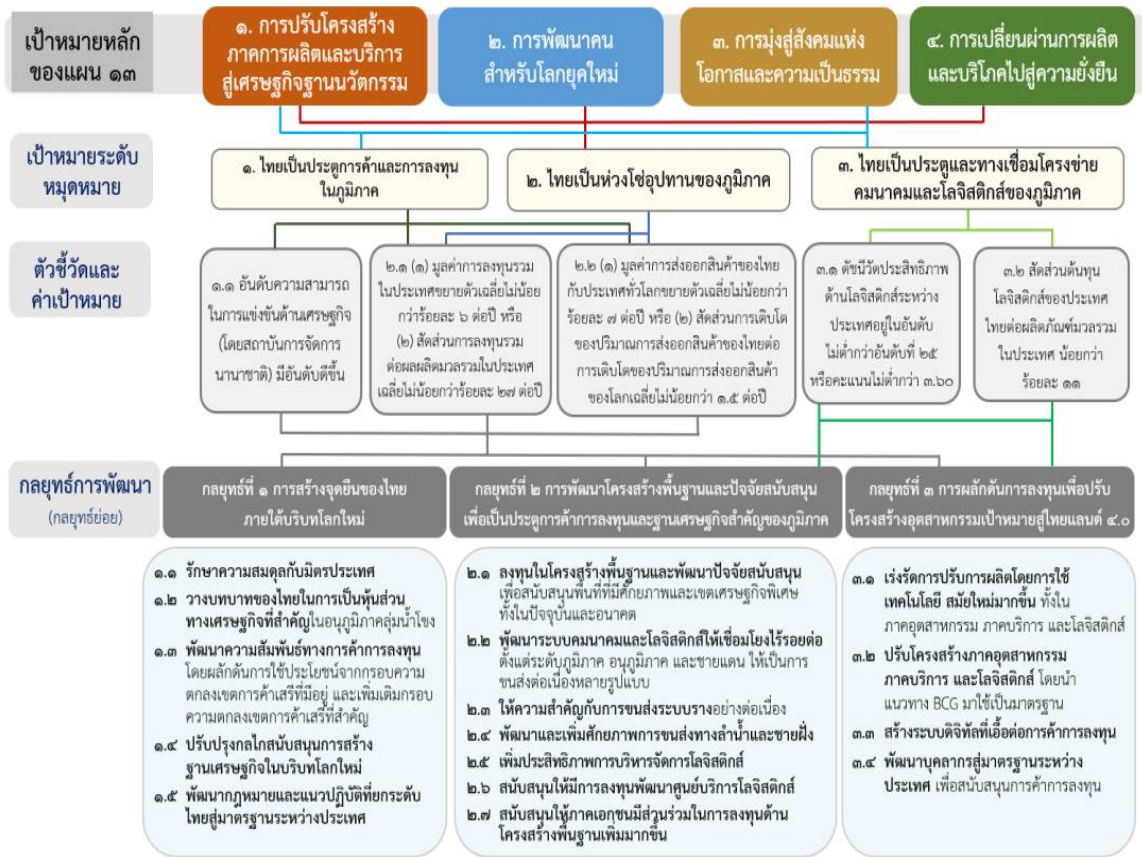 เป้าหมายหลัก
ของแผน ๑๓
๑. การปรับโครงสร้าง
ภาคการผลิตและบริการ
สู่เศรษฐกิจฐานนวัตกรรม
๒. การพัฒนาคน
สำหรับโลกยุคใหม่
๓. การมุ่งสู่สังคมแห่ง
โอกาสและความเป็นธรรม
๔. การเปลี่ยนผ่านการผลิต
และบริโภคไปสู่ความยั่งยืน
เป้าหมายระดับ
หมุดหมาย
๑. ไทยเป็นประตูการค้าและการลงทุน
ในภูมิภาค
๒. ไทยเป็นห่วงโซ่อุปทานของภูมิภาค
๓. ไทยเป็นประตูและทางเชื่อมโครงข่าย
คมนาคมและโลจิสติกส์ของภูมิภาค
ตัวชี้วัดและ
ค่าเป้าหมาย
๑.๑ อันดับความสามารถ
ในการแข่งขันด้านเศรษฐกิจ
(โดยสถาบันการจัดการ
นานาชาติ) มีอันดับดีขึ้น
๒.๑ (๑) มูลค่าการลงทุนรวม
ในประเทศขยายตัวเฉลี่ยไม่น้อย
กว่าร้อยละ ๖ ต่อปี หรือ
(๒) สัดส่วนการลงทุนรวม
ต่อผลผลิตมวลรวมในประเทศ
เฉลี่ยไม่น้อยกว่าร้อยละ ๒๗ ต่อปี
๒.๒ (๑) มูลค่าการส่งออกสินค้าของไทย
กับประเทศทั่วโลกขยายตัวเฉลี่ยไม่น้อยกว่า
ร้อยละ ๗ ต่อปี หรือ (๒) สัดส่วนการเติบโต
ของปริมาณการส่งออกสินค้าของไทยต่อ
การเติบโตของปริมาณการส่งออกสินค้า
ของโลกเฉลี่ยไม่น้อยกว่า ๑.๕ ต่อปี
๓.๑ ดัชนีวัดประสิทธิภาพ
ด้านโลจิสติกส์ระหว่าง
ประเทศอยู่ในอันดับ
ไม่ต่ำกว่าอันดับที่ ๒๕
หรือคะแนนไม่ต่ำกว่า ๓.๖๐
๓.๒ สัดส่วนต้นทุน
โลจิสติกส์ของประเทศ
ไทยต่อผลิตภัณฑ์มวลรวม
ในประเทศ น้อยกว่า
ร้อยละ ๑๑
กลยุทธ์การพัฒนา
(กลยุทธ์ย่อย)
กลยุทธ์ที่ ๑ การสร้างจุดยืนของไทย
ภายใต้บริบทโลกใหม่
กลยุทธ์ที่ ๒ การพัฒนาโครงสร้างพื้นฐานและปัจจัยสนับสนุน
เพื่อเป็นประตูการค้าการลงทุนและฐานเศรษฐกิจสำคัญของภูมิภาค
กลยุทธ์ที่ ๓ การผลักดันการลงทุนเพื่อปรับ
โครงสร้างอุตสาหกรรมเป้าหมายสู่ไทยแลนด์ ๔.๐
๑.๑ รักษาความสมดุลกับมิตรประเทศ
๑.๒ วางบทบาทของไทยในการเป็นหุ้นส่วน
ทางเศรษฐกิจที่สำคัญในอนุภูมิภาคลุ่มน้ำโขง
๑.๓ พัฒนาความสัมพันธ์ทางการค้าการลงทุน
โดยผลักดันการใช้ประโยชน์จากกรอบความ
ตกลงเขตการค้าเสรีที่มีอยู่ และเพิ่มเติมกรอบ
ความตกลงเขตการค้าเสรีที่สำคัญ
๑.๔ ปรับปรุงกลไกสนับสนุนการสร้าง
ฐานเศรษฐกิจในบริบทโลกใหม่
๑.๕ พัฒนากฎหมายและแนวปฏิบัติที่ยกระดับ
ไทยสู่มาตรฐานระหว่างประเทศ
๒.๑ ลงทุนในโครงสร้างพื้นฐานและพัฒนาปัจจัยสนับสนุน
เพื่อสนับสนุนพื้นที่ที่มีศักยภาพและเขตเศรษฐกิจพิเศษ
ทั้งในปัจจุบันและอนาคต
๒.๒ พัฒนาระบบคมนาคมและโลจิสติกส์ให้เชื่อมโยงไร้รอยต่อ
ตั้งแต่ระดับภูมิภาค อนุภูมิภาค และชายแดน ให้เป็นการ
ขนส่งต่อเนื่องหลายรูปแบบ
๒.๓ ให้ความสำคัญกับการขนส่งระบบรางอย่างต่อเนื่อง
๒.๔ พัฒนาและเพิ่มศักยภาพการขนส่งทางลำน้ำและชายฝั่ง
๒.๕ เพิ่มประสิทธิภาพการบริหารจัดการโลจิสติกส์
๒.๖ สนับสนุนให้มีการลงทุนพัฒนาศูนย์บริการโลจิสติกส์
๒.๗ สนับสนุนให้ภาคเอกชนมีส่วนร่วมในการลงทุนด้าน
โครงสร้างพื้นฐานเพิ่มมากขึ้น
๓.๑ เร่งรัดการปรับการผลิตโดยการใช้
เทคโนโลยี สมัยใหม่มากขึ้น ทั้งใน
ภาคอุตสาหกรรม ภาคบริการ และโลจิสติกส์
๓.๒ ปรับโครงสร้างภาคอุตสาหกรรม
ภาคบริการ และโลจิสติกส์ โดยนำ
แนวทาง BCG มาใช้เป็นมาตรฐาน
๓.๓ สร้างระบบดิจิทัลที่เอื้อต่อการค้าการลงทุน
๓.๔ พัฒนาบุคลากรสู่มาตรฐานระหว่าง
ประเทศ เพื่อสนับสนุนการค้าการลงทุน